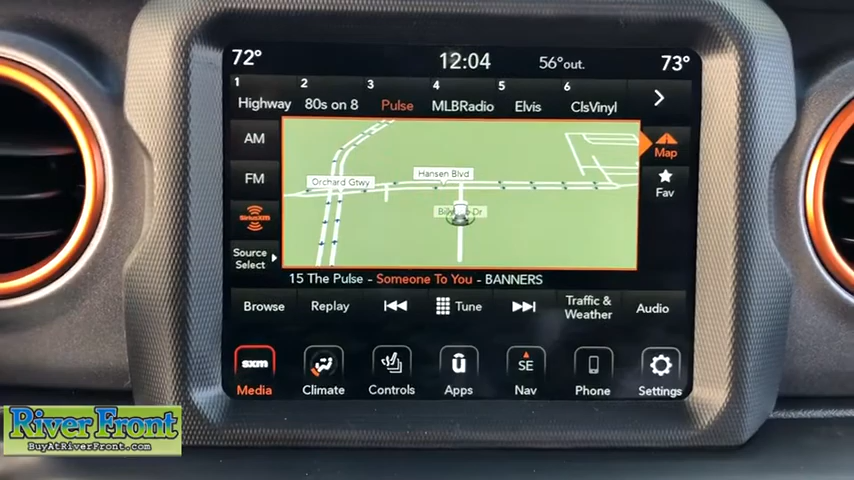 72° 12:04 56°out. 73°
1 2 3 4 5 6
Highway 80s on 8 Pulse MLBRadio Elvis ClsVinyl
AM
FM
SiriusXM
Source
Select
Orchard Gtwy
Hansen Blvd
Dr
Map
Fav
15 The Pulse - Someone To You - BANNERS
Browse Replay Tune Traffic &
Weather Audio
sxm SE
Media Climate Controls Apps Nav Phone Settings
River Front
BuyAtRiverFront.com